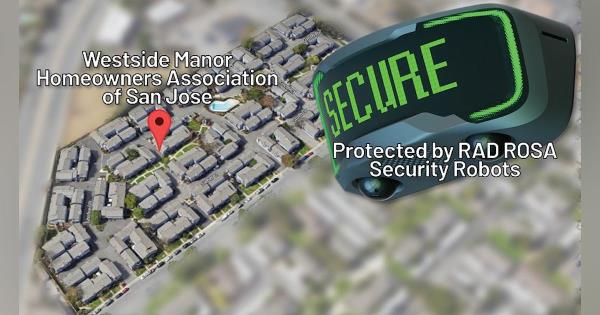 Westside Manor
Homeowners Association
of San Jose
SECURE
Protected by RAD ROSA
Security Robots